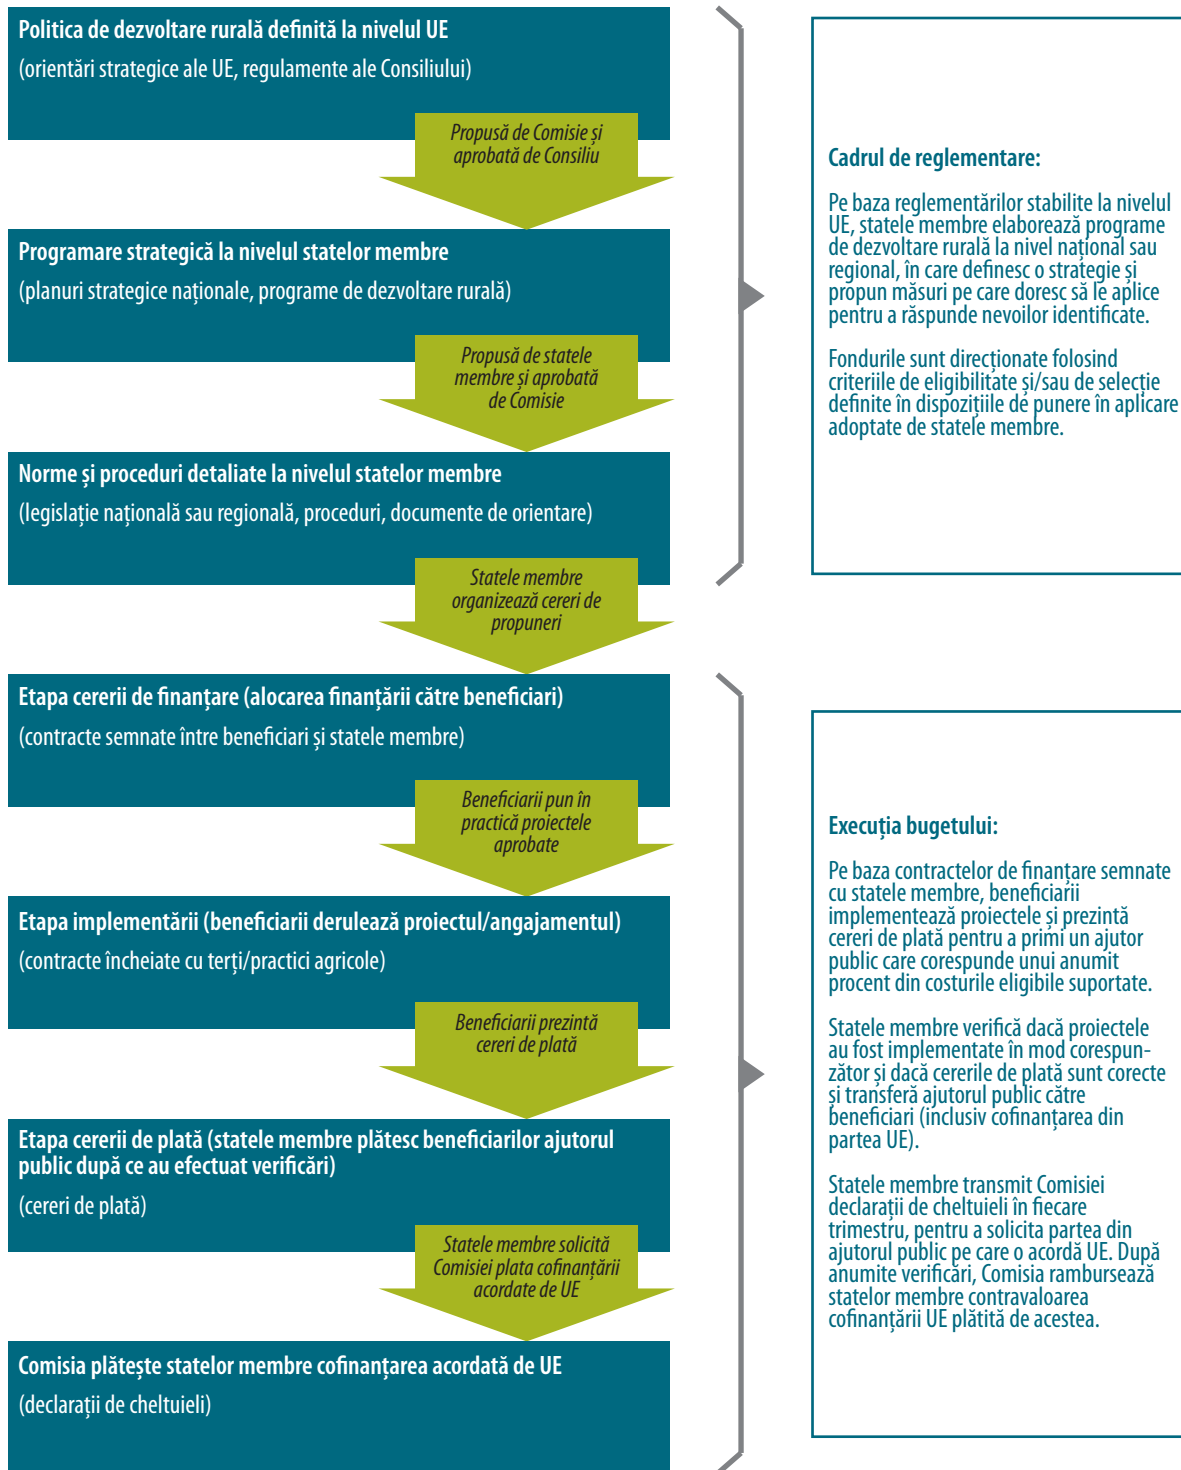 Politica de dezvoltare rurală definită la nivelul UE
(orientări strategice ale UE, regulamente ale Consiliului)
Propusă de Comisie și
aprobată de Consiliu
Programare strategică la nivelul statelor membre
(planuri strategice naționale, programe de dezvoltare rurală)
Propusă de statele
membre și aprobată
de Comisie
Norme și proceduri detaliate la nivelul statelor membre
(legislație națională sau regională, proceduri, documente de orientare)
Statele membre
organizează cereri de
propuneri
Cadrul de reglementare:
Pe baza reglementărilor stabilite la nivelul
UE, statele membre elaborează programe
de dezvoltare rurală la nivel național sau
regional, în care definesc o strategie și
propun măsuri pe care doresc să le aplice
pentru a răspunde nevoilor identificate.
Fondurile sunt direcționate folosind
criteriile de eligibilitate și/sau de selecție
definite în dispozițiile de punere în aplicare
adoptate de statele membre.
Etapa cererii de finanțare (alocarea finanțării către beneficiari)
(contracte semnate între beneficiari și statele membre)
Beneficiarii pun în
practică proiectele
aprobate
Etapa implementării (beneficiarii derulează proiectul/angajamentul)
(contracte încheiate cu terți/practici agricole)
Beneficiarii prezintă
cereri de plată
Etapa cererii de plată (statele membre plătesc beneficiarilor ajutorul
public după ce au efectuat verificări)
(cereri de plată)
Statele membre solicită
Comisiei plata cofinanțării
acordate de UE
Comisia plătește statelor membre cofinanțarea acordată de UE
(declarații de cheltuieli)
Execuția bugetului:
Pe baza contractelor de finanțare semnate
cu statele membre, beneficiarii
implementează proiectele și prezintă
cereri de plată pentru a primi un ajutor
public care corespunde unui anumit
procent din costurile eligibile suportate.
Statele membre verifică dacă proiectele
au fost implementate în mod corespun-
zător și dacă cererile de plată sunt corecte
și transferă ajutorul public către
beneficiari (inclusiv cofinanțarea din
partea UE).
Statele membre transmit Comisiei
declarații de cheltuieli în fiecare
trimestru, pentru a solicita partea din
ajutorul public pe care o acordă UE. După
anumite verificări, Comisia rambursează
statelor membre contravaloarea
cofinanțării UE plătită de acestea.